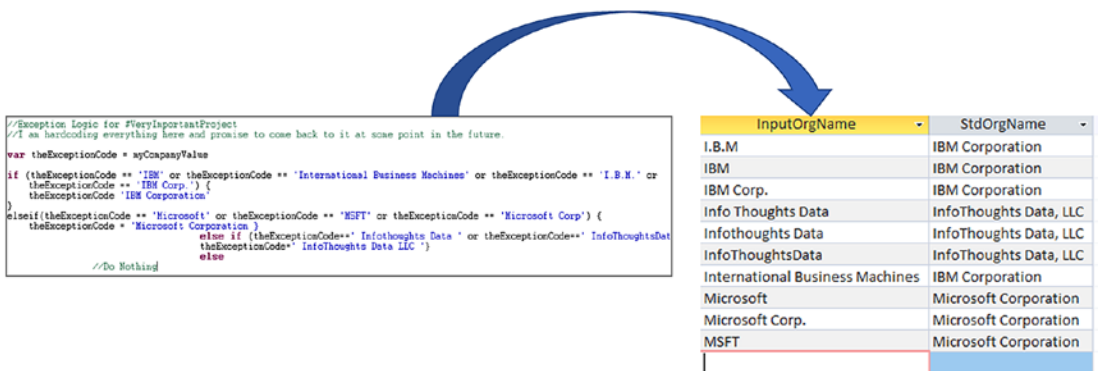 //Exception Logic for #VeryImportantProject
//I am hardcoding everything here and promise to come back to it at some point in the future.
var theExceptionCode = myCompanyValue
if (theExceptionCode == 'IBM' or theExceptionCode == 'International Business Machines' or theExceptionCode == 'I.B.M.' or
theExceptionCode == 'IBM Corp.') {
theExceptionCode 'IBM Corporation'
}
elseif(theExceptionCode == 'Microsoft' or theExceptionCode == 'MSFT' or theExceptionCode == 'Microsoft Corp') {
theExceptionCode = 'Microsoft Corporation }
else if (theExceptionCode==' Infothoughts Data ' or theExceptionCode==' InfoThoughtsDat
theExceptionCode=' InfoThoughts Data LLC '}
else
//Do Nothing
InputOrgName StdOrgName
I.B.M IBM Corporation
IBM IBM Corporation
IBM Corp. IBM Corporation
Info Thoughts Data InfoThoughts Data, LLC
Infothoughts Data InfoThoughts Data, LLC
InfoThoughtsData InfoThoughts Data, LLC
International Business Machines IBM Corporation
Microsoft Microsoft Corporation
Microsoft Corp. Microsoft Corporation
MSFT Microsoft Corporation